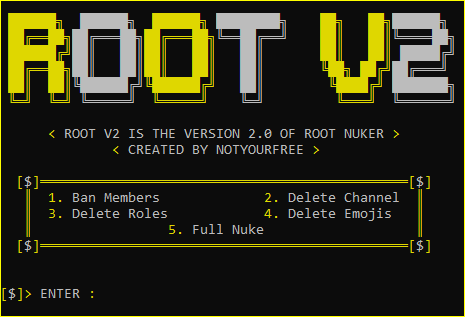 ROOT V2
< ROOT V2 IS THE VERSION 2.0 OF ROOT NUKER >
< CREATED BY NOTYOURFREE >
[$] [$]
1. Ban Members 2. Delete Channel
3. Delete Roles 4. Delete Emojis
5. Full Nuke
[$] [$]
[$]> ENTER :